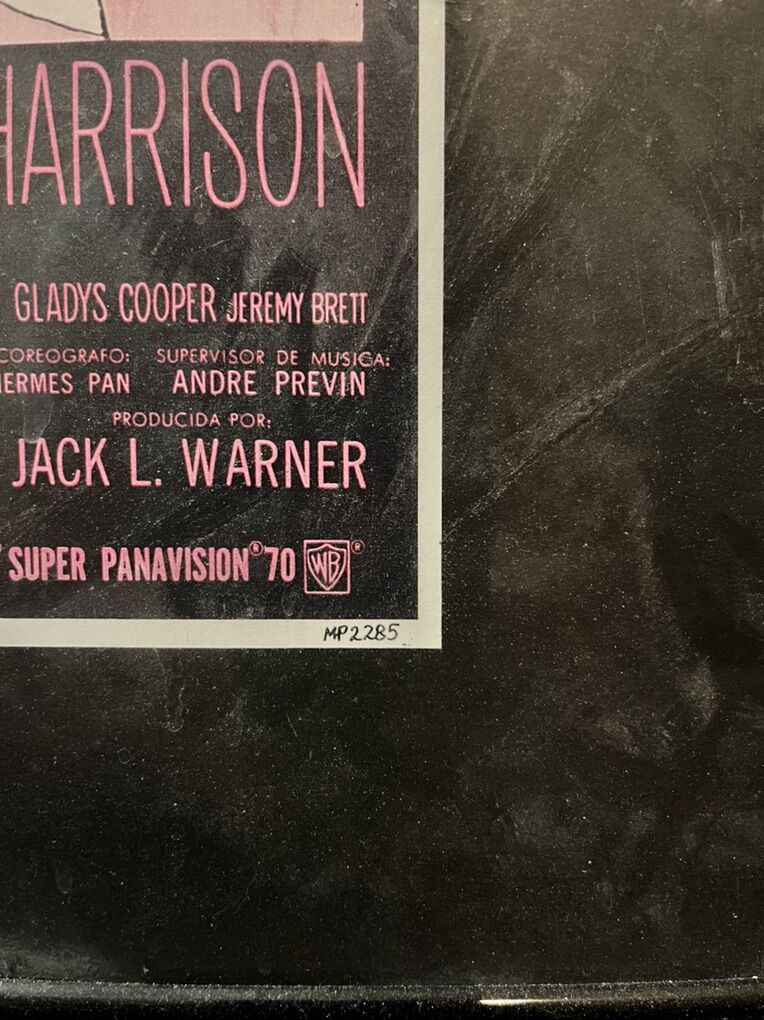 HARRISON
GLADYS COOPER JEREMY BRETT
COREOGRAFO: SUPERVISOR DE MUSICA:
HERMES PAN ANDRE PREVIN
PRODUCIDA POR:
JACK L. WARNER
SUPER PANAVISION® 70 WB ®
MP2285